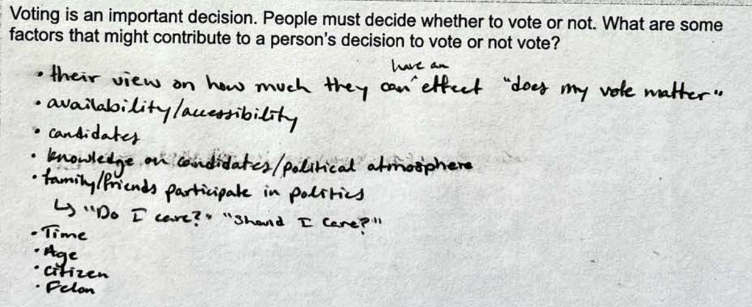 Voting is an important decision. People must decide whether to vote or not. What are some
factors that might contribute to a person's decision to vote or not vote?
have an
• their view on how much they can ^ effect "does my vote matter"
• availability/accessibility
• candidates
• knowledge on candidates/political atmosphere
• family/friends participate in politics
↳ "Do I care?" "Should I care?"
• Time
• Age
• citizen
• Felon